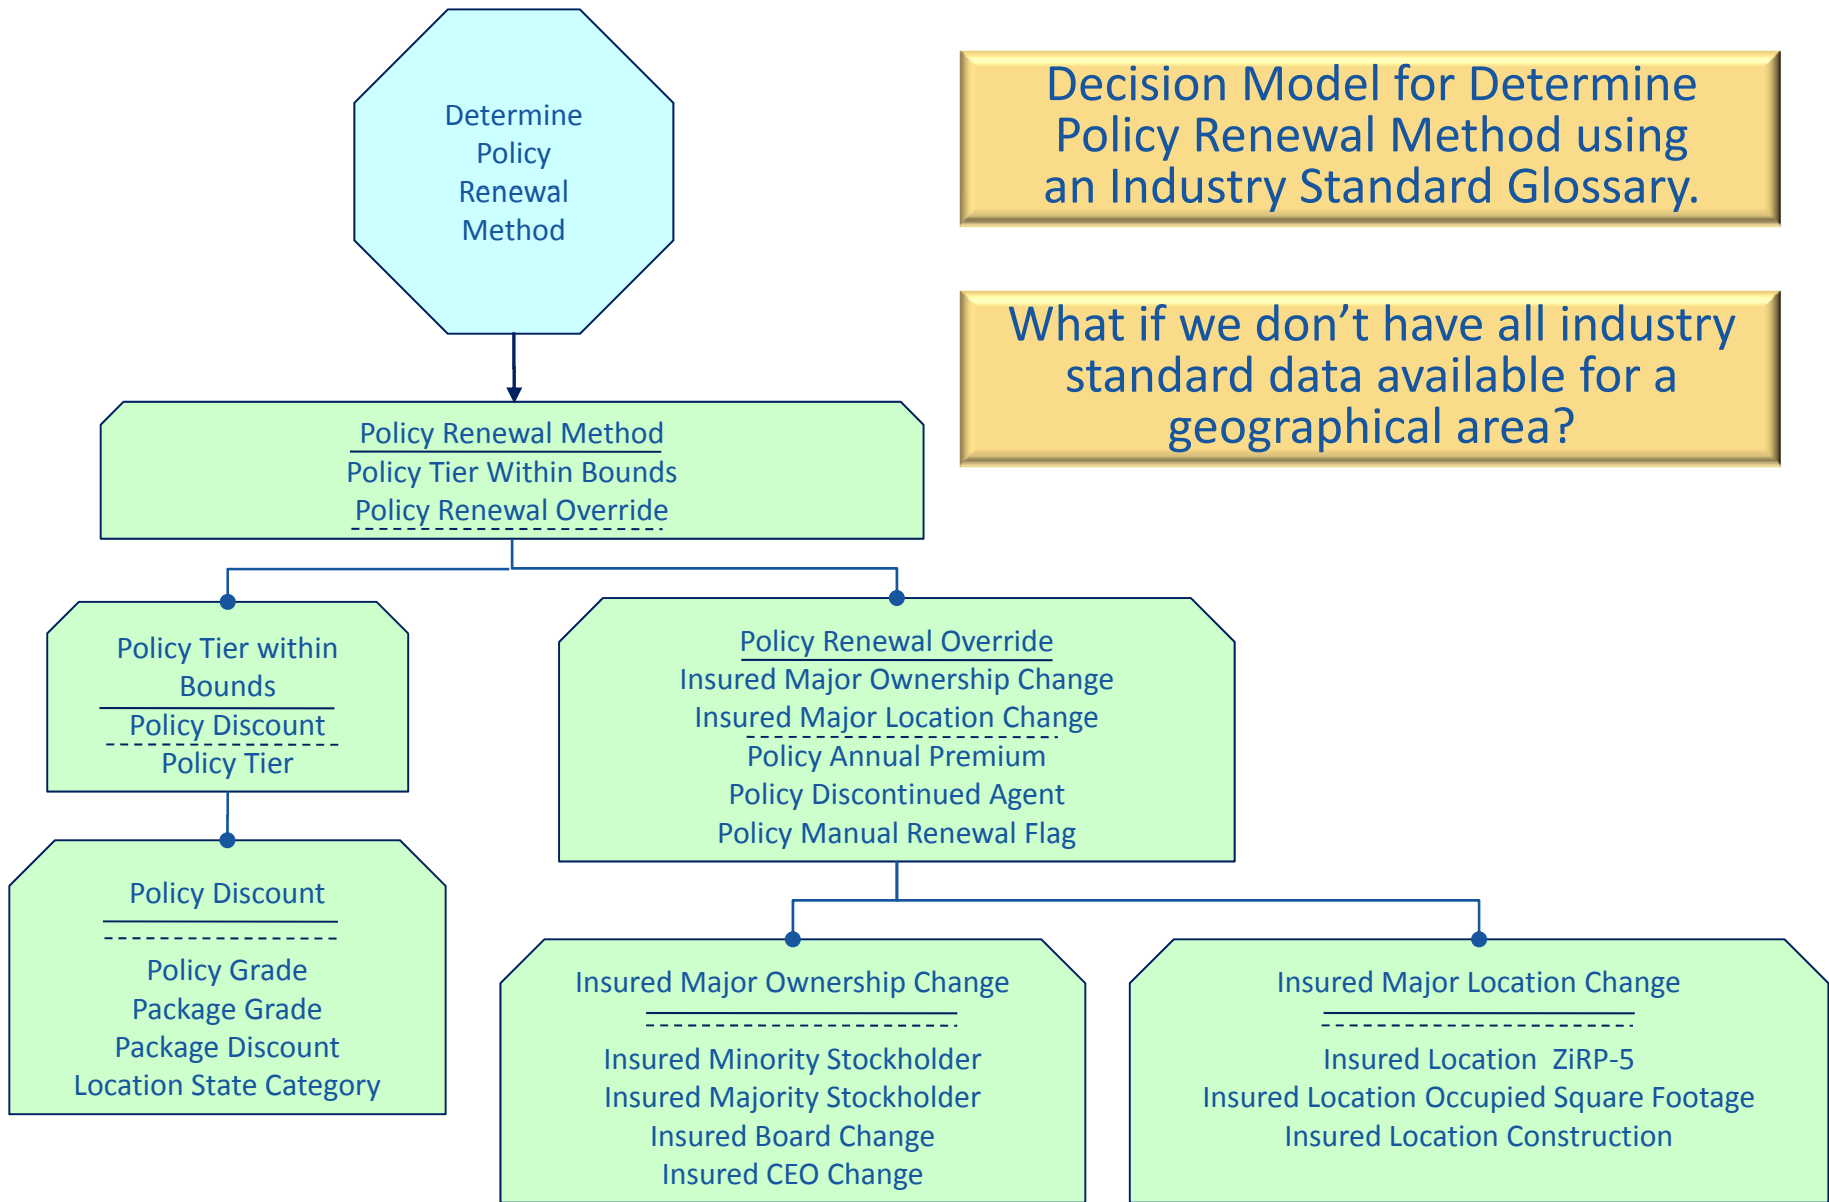 Determine
Policy
Renewal
Method
Decision Model for Determine
Policy Renewal Method using
an Industry Standard Glossary.
What if we don’t have all industry
standard data available for a
geographical area?
Policy Renewal Method
Policy Tier Within Bounds
Policy Renewal Override
Policy Tier within
Bounds
Policy Discount
Policy Tier
Policy Renewal Override
Insured Major Ownership Change
Insured Major Location Change
Policy Annual Premium
Policy Discontinued Agent
Policy Manual Renewal Flag
Policy Discount
Policy Grade
Package Grade
Package Discount
Location State Category
Insured Major Ownership Change
Insured Minority Stockholder
Insured Majority Stockholder
Insured Board Change
Insured CEO Change
Insured Major Location Change
Insured Location ZiRP-5
Insured Location Occupied Square Footage
Insured Location Construction